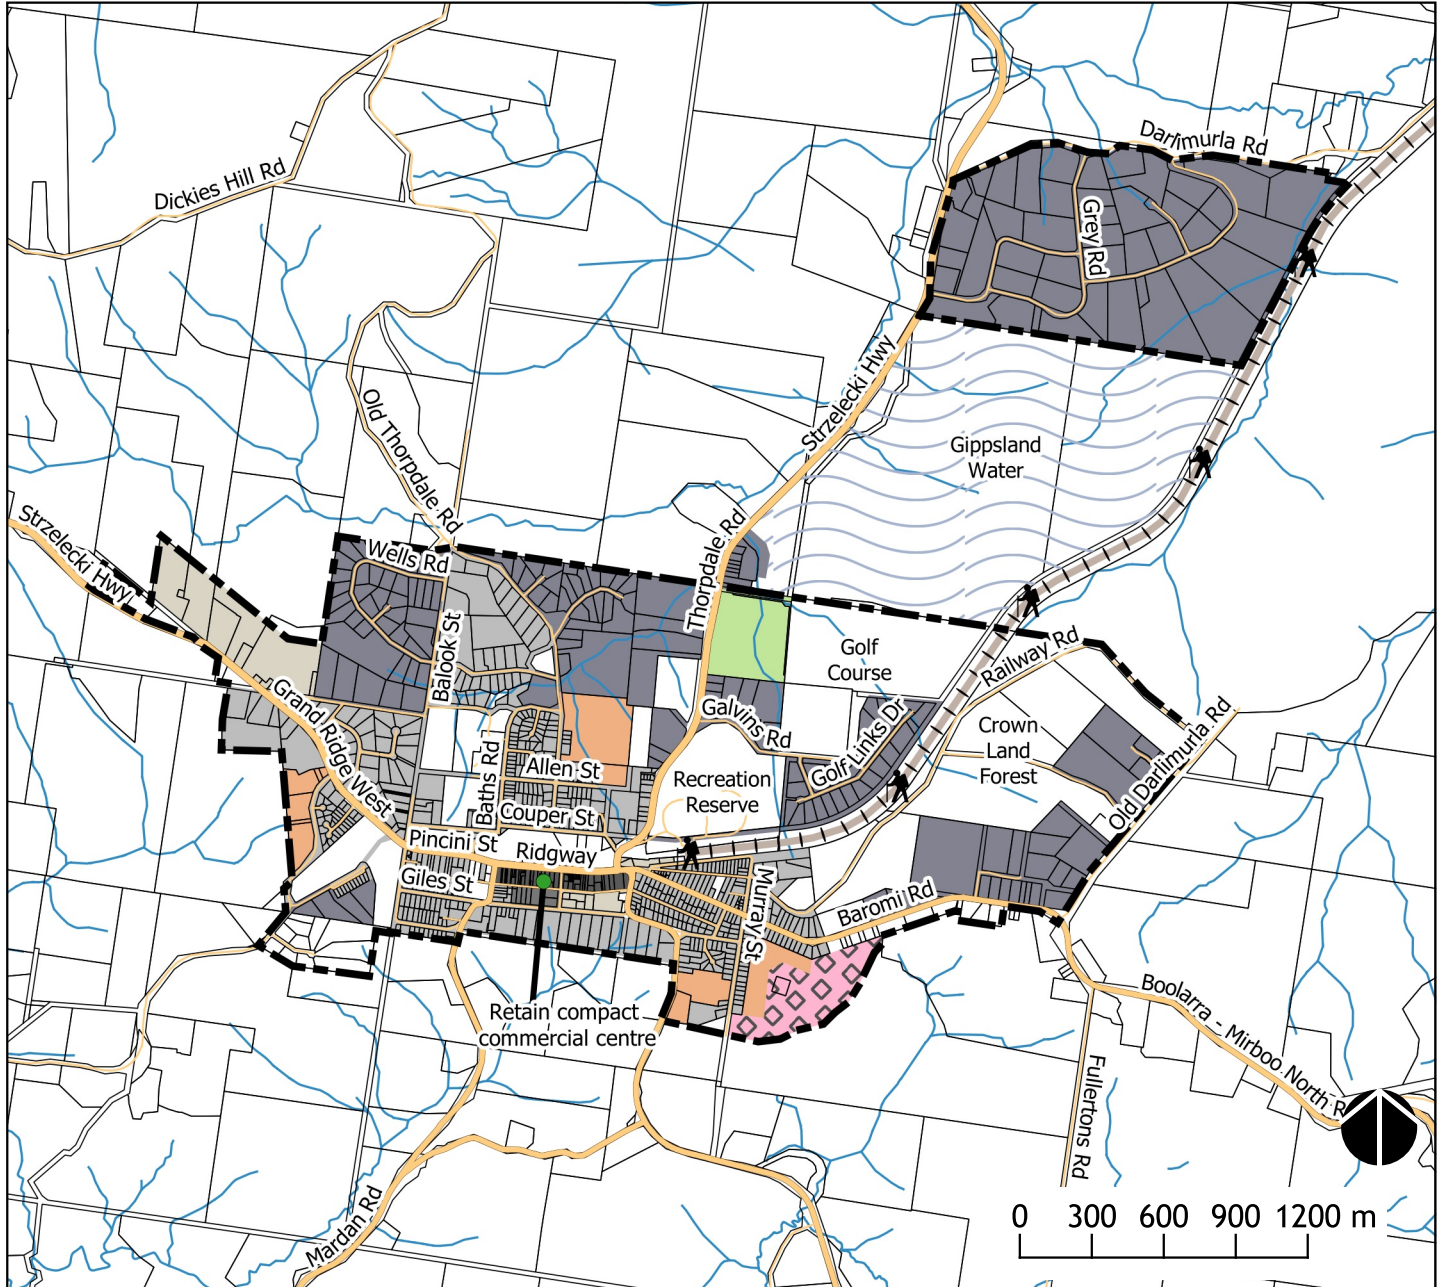 Darlimurla Rd
Dickies Hill Rd
Grey Rd
Strzelecki Hwy
Old Thorpdale Rd
Gippsland
Water
Strzelecki Hwy
Thorpdale Rd
Wells Rd
Balook St
Golf
Course
Railway Rd
Grand Ridge West
Galvins Rd
Golf Links Dr
Crown
Land
Forest
Old Darlimurla Rd
Baths Rd
Allen St
Recreation
Reserve
Couper St
Pincini St
Ridgway
Giles St
Murray St
Baromi Rd
Retain compact
commercial centre
Boolarra - Mirboo North R
Fullertons Rd
Mardan Rd
0 300 600 900 1200 m